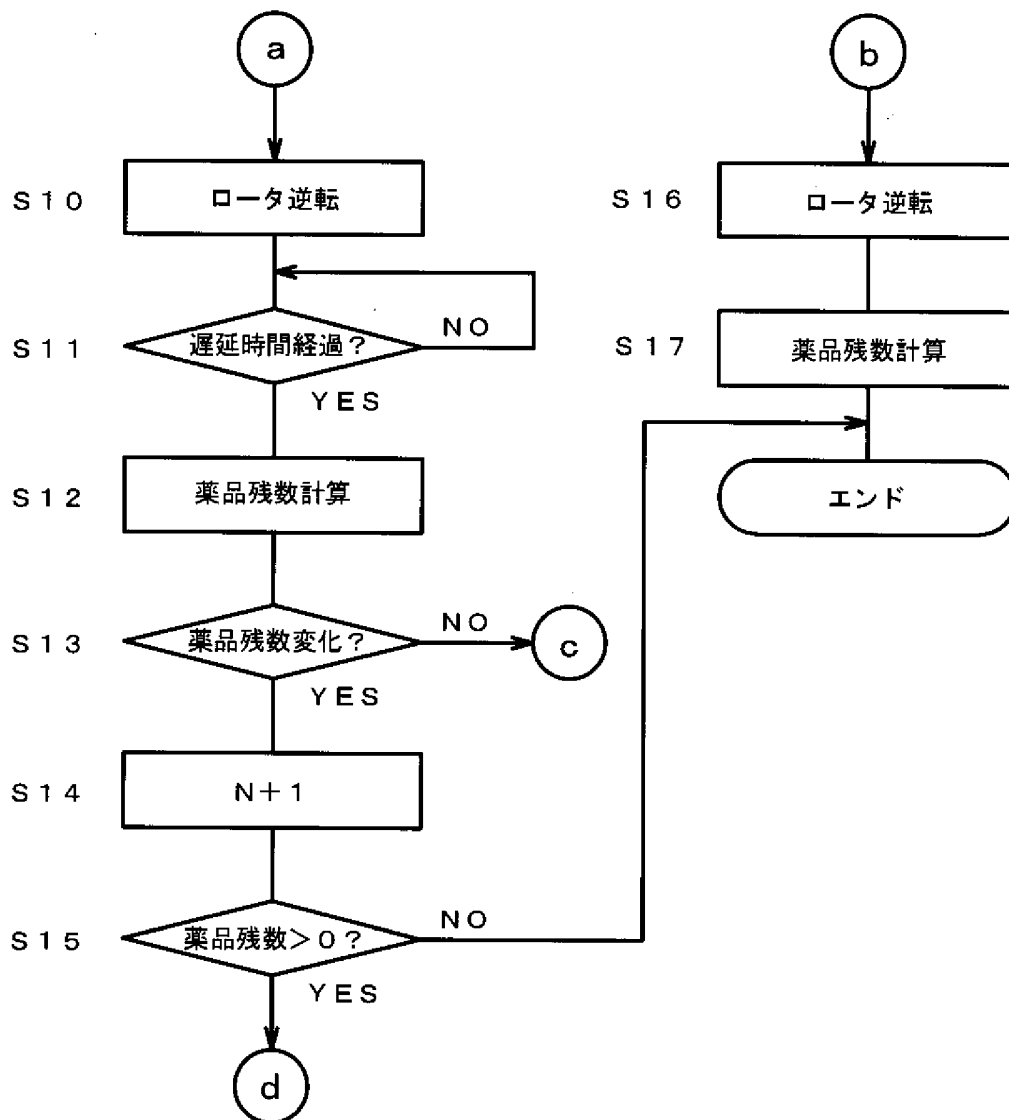 a
S10
ロータ逆転
S11
遅延時間経過?
NO
YES
S12
薬品残数計算
S13
薬品残数変化?
NO
c
YES
S14
N+1
S15
薬品残数>0?
NO
YES
d
b
S16
ロータ逆転
S17
薬品残数計算
エンド